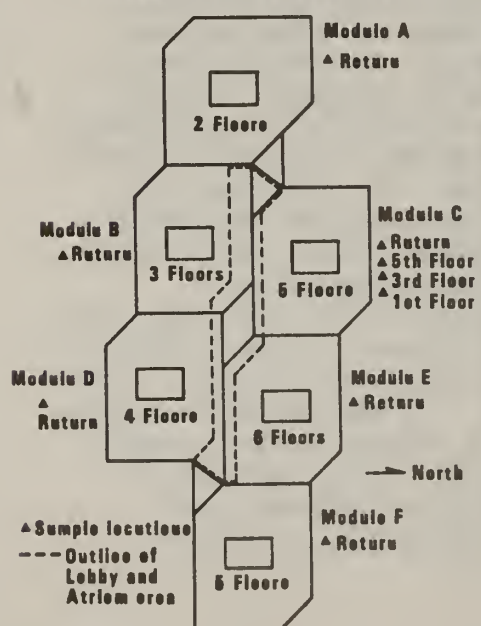 Module A
▲ Return
2 Floors
Module B
▲ Return
3 Floors
Module C
▲ Return
▲ 5th Floor
▲ 3rd Floor
▲ 1st Floor
5 Floors
Module D
▲
Return
4 Floors
Module E
▲ Return
6 Floors
North
▲ Sample locations
--- Outline of
Lobby and
Atrium area
Module F
▲ Return
5 Floors